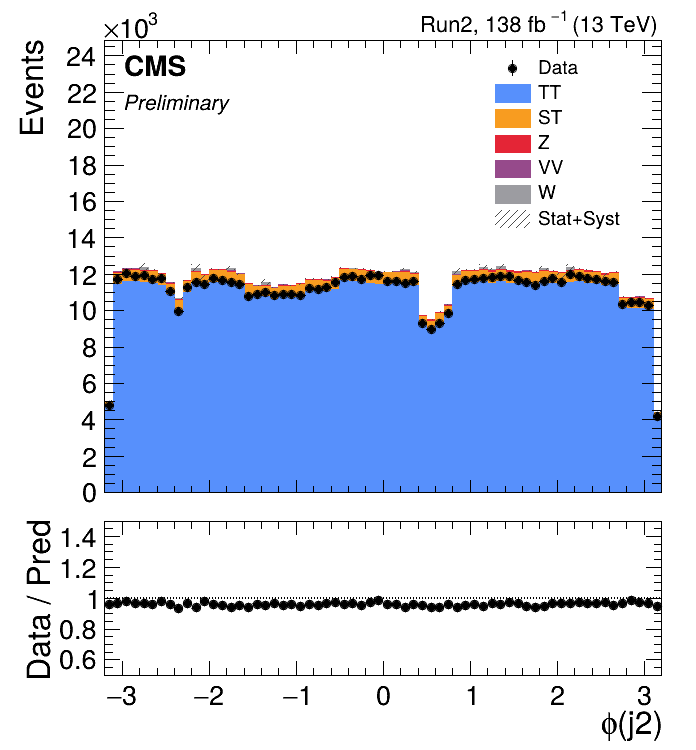 ×10³
Run2, 138 fb⁻¹ (13 TeV)
CMS
Preliminary
Data
TT
ST
Z
VV
W
Stat+Syst
Events
24
22
20
18
16
14
12
10
8
6
4
2
0
Data / Pred
1.4
1.2
1
0.8
0.6
−3 −2 −1 0 1 2 3
ϕ(j2)